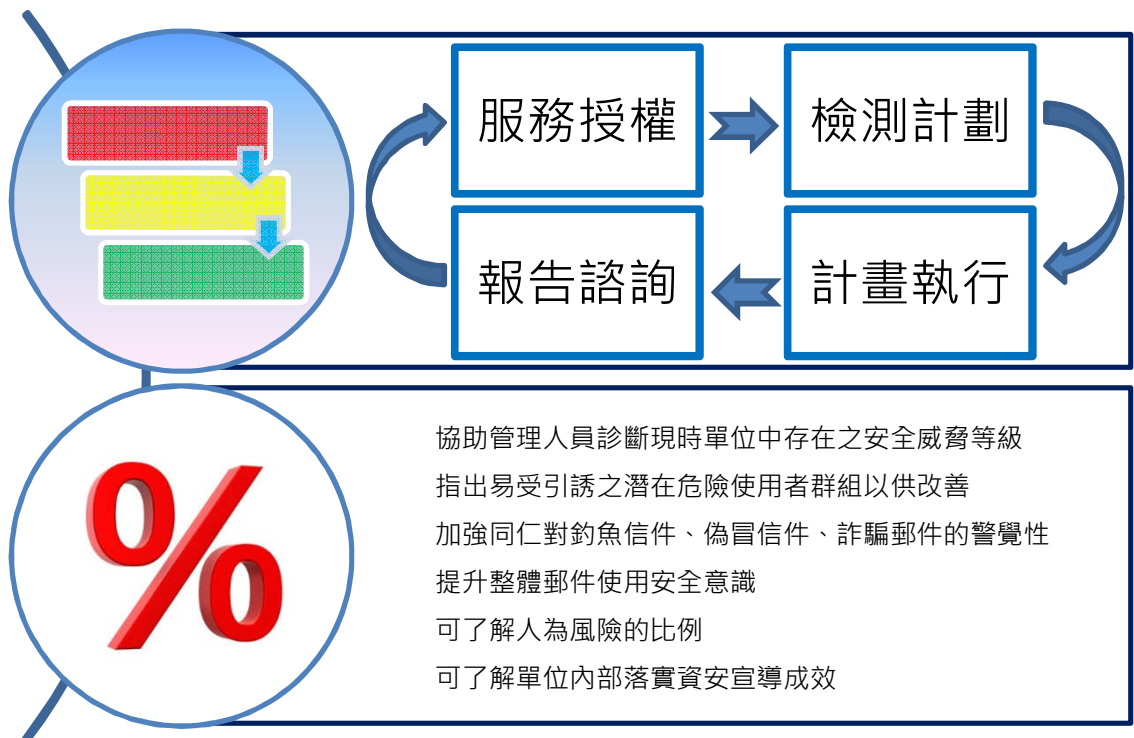 服務授權
檢測計劃
報告諮詢
計畫執行
%
協助管理人員診斷現時單位中存在之安全威脅等級
指出易受引誘之潛在危險使用者群組以供改善
加強同仁對釣魚信件、偽冒信件、詐騙郵件的警覺性
提升整體郵件使用安全意識
可了解人為風險的比例
可了解單位內部落實資安宣導成效